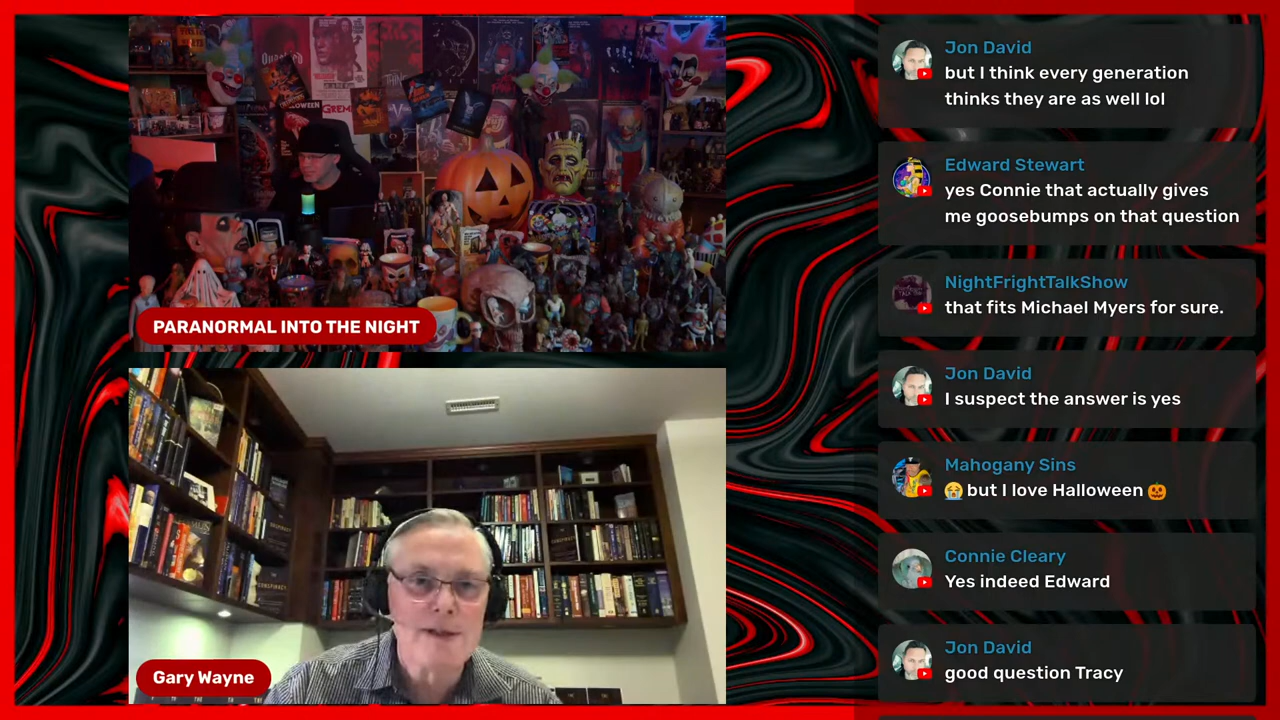 PARANORMAL INTO THE NIGHT
Gary Wayne
Jon David
but I think every generation
thinks they are as well lol
Edward Stewart
yes Connie that actually gives
me goosebumps on that question
NightFrightTalkShow
that fits Michael Myers for sure.
Jon David
I suspect the answer is yes
Mahogany Sins
😭 but I love Halloween 🎃
Connie Cleary
Yes indeed Edward
Jon David
good question Tracy